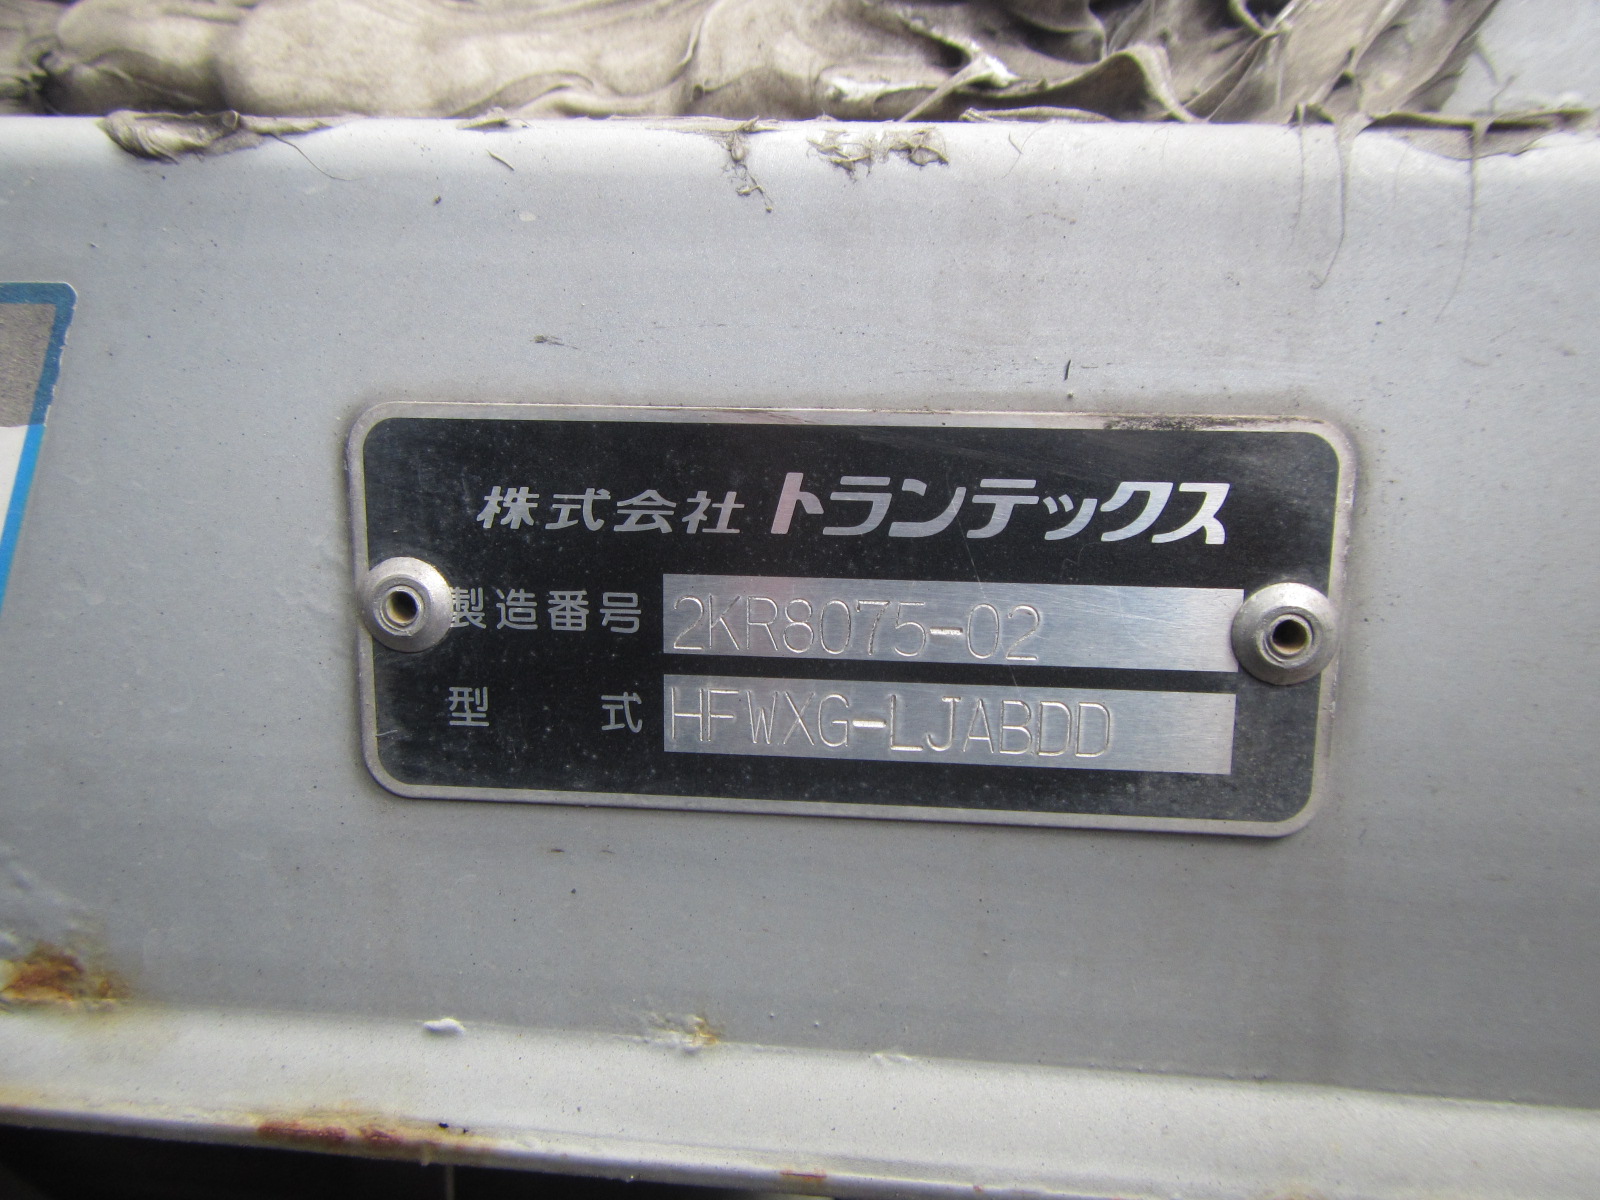 株式会社 トランテックス
製造番号 2KR8075-02
型式 HFWXG-LJABDD